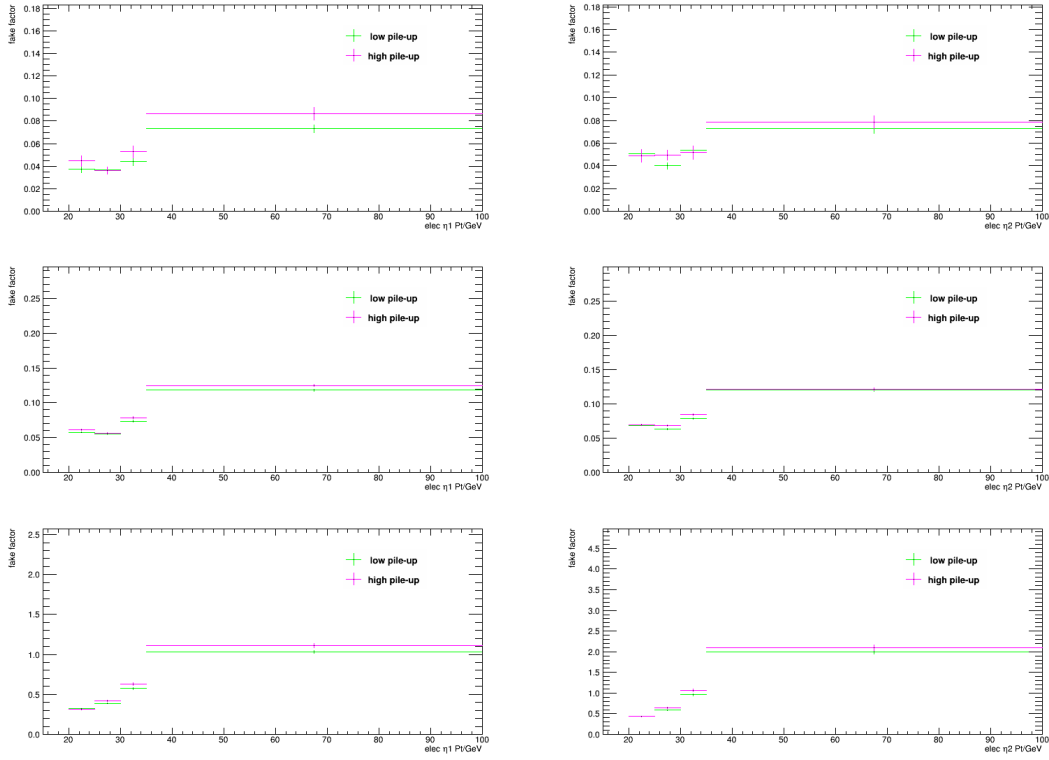 fake factor
0.18
0.16
0.14
0.12
0.10
0.08
0.06
0.04
0.02
0.00
low pile-up
high pile-up
20 30 40 50 60 70 80 90 100
elec η1 Pt/GeV
fake factor
0.18
0.16
0.14
0.12
0.10
0.08
0.06
0.04
0.02
0.00
low pile-up
high pile-up
20 30 40 50 60 70 80 90 100
elec η2 Pt/GeV
fake factor
0.25
0.20
0.15
0.10
0.05
0.00
low pile-up
high pile-up
20 30 40 50 60 70 80 90 100
elec η1 Pt/GeV
fake factor
0.25
0.20
0.15
0.10
0.05
0.00
low pile-up
high pile-up
20 30 40 50 60 70 80 90 100
elec η2 Pt/GeV
fake factor
2.5
2.0
1.5
1.0
0.5
0.0
low pile-up
high pile-up
20 30 40 50 60 70 80 90 100
elec η1 Pt/GeV
fake factor
4.5
4.0
3.5
3.0
2.5
2.0
1.5
1.0
0.5
0.0
low pile-up
high pile-up
20 30 40 50 60 70 80 90 100
elec η2 Pt/GeV